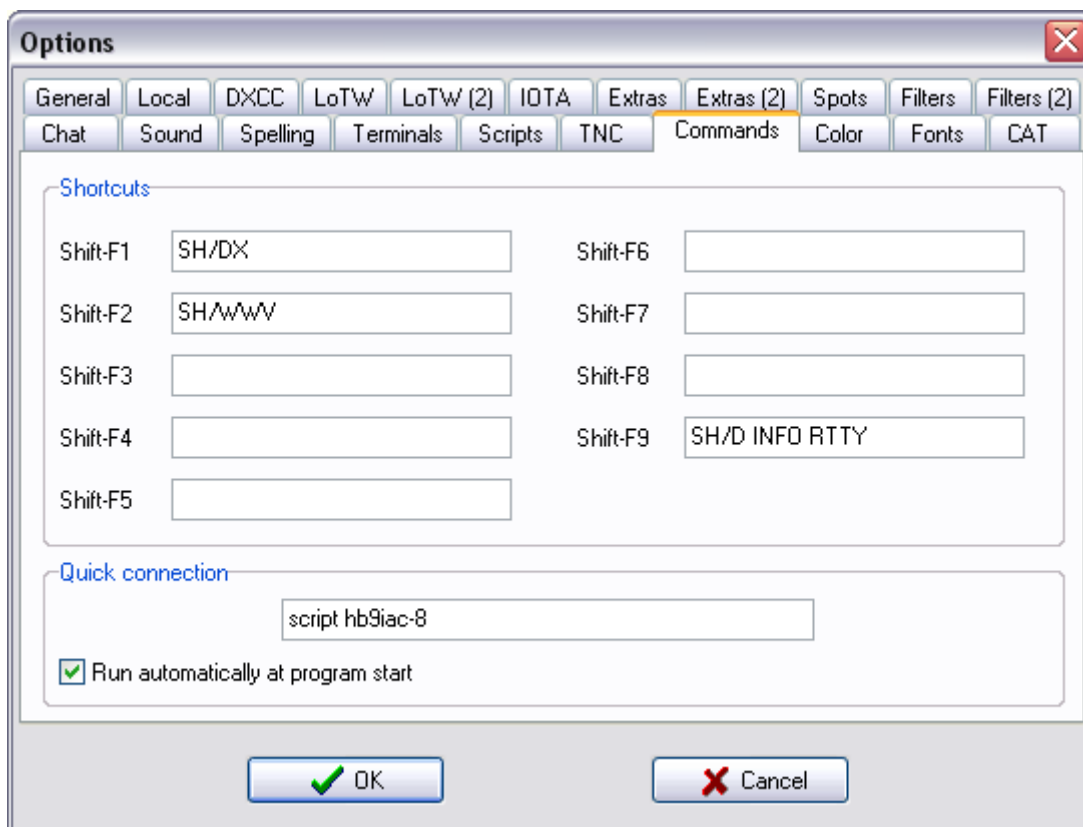 Options
General Local DXCC LoTW LoTW (2) IOTA Extras Extras (2) Spots Filters Filters (2)
Chat Sound Spelling Terminals Scripts TNC Commands Color Fonts CAT
Shortcuts
Shift-F1 SH/DX Shift-F6
Shift-F2 SH/WWV Shift-F7
Shift-F3 Shift-F8
Shift-F4 Shift-F9 SH/D INFO RTTY
Shift-F5
Quick connection
script hb9iac-8
Run automatically at program start
OK Cancel